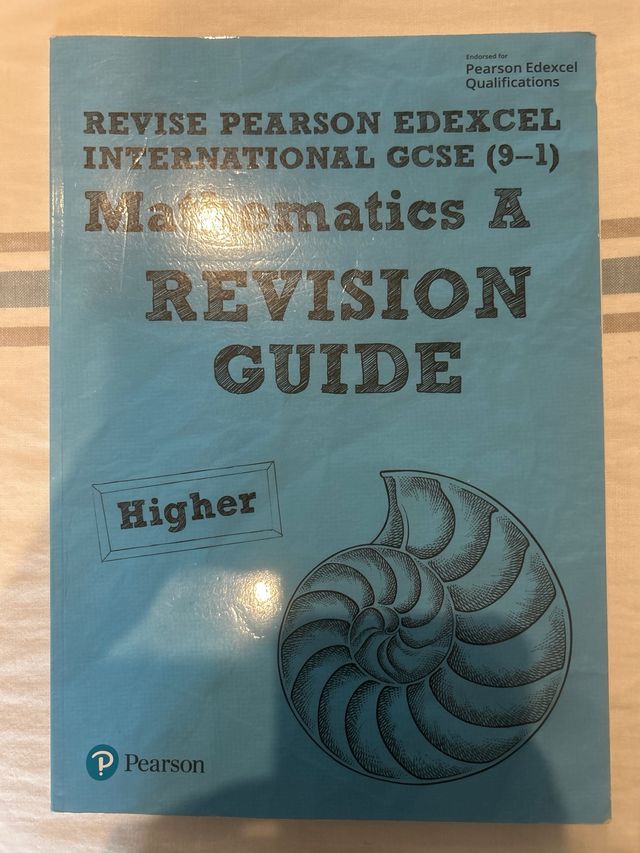 Endorsed for
Pearson Edexcel
Qualifications
REVISE PEARSON EDEXCEL
INTERNATIONAL GCSE (9–1)
Mathematics A
REVISION
GUIDE
Higher
P Pearson